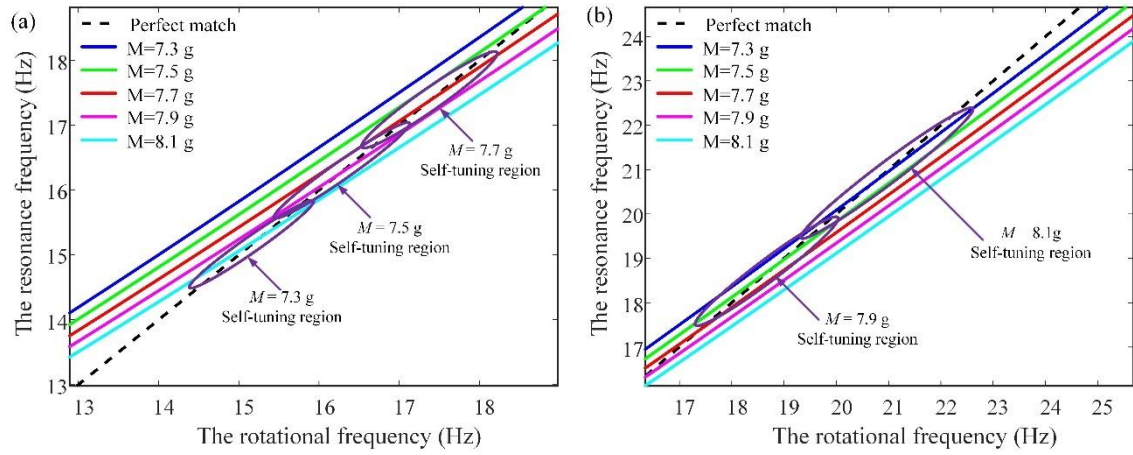 (a)
Perfect match
M=7.3 g
M=7.5 g
M=7.7 g
M=7.9 g
M=8.1 g
M = 7.7 g
Self-tuning region
M = 7.5 g
Self-tuning region
M = 7.3 g
Self-tuning region
The resonance frequency (Hz)
18
17
16
15
14
13
13 14 15 16 17 18
The rotational frequency (Hz)
(b)
Perfect match
M=7.3 g
M=7.5 g
M=7.7 g
M=7.9 g
M=8.1 g
M 8.1g
Self-tuning region
M = 7.9 g
Self-tuning region
The resonance frequency (Hz)
24
23
22
21
20
19
18
17
17 18 19 20 21 22 23 24 25
The rotational frequency (Hz)